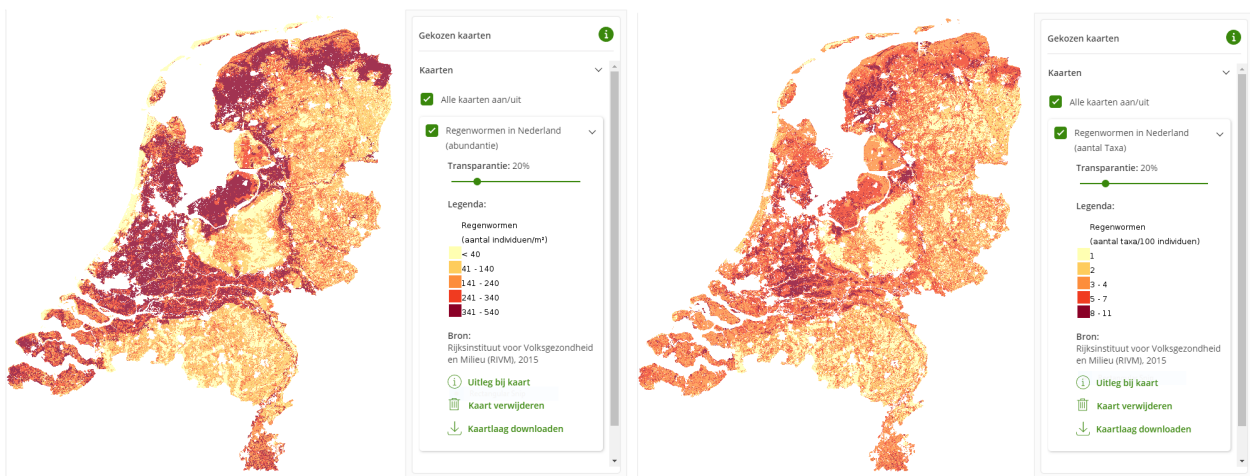 Gekozen kaarten
Kaarten
Alle kaarten aan/uit
Regenwormen in Nederland
(abundantie)
Transparantie: 20%
Legenda:
Regenwormen
(aantal individuen/m²)
< 40
41 - 140
141 - 240
241 - 340
341 - 540
Bron:
Rijksinstituut voor Volksgezondheid
en Milieu (RIVM), 2015
Uitleg bij kaart
Kaart verwijderen
Kaartlaag downloaden
Gekozen kaarten
Kaarten
Alle kaarten aan/uit
Regenwormen in Nederland
(aantal Taxa)
Transparantie: 20%
Legenda:
Regenwormen
(aantal taxa/100 individuen)
1
2
3 - 4
5 - 7
8 - 11
Bron:
Rijksinstituut voor Volksgezondheid
en Milieu (RIVM), 2015
Uitleg bij kaart
Kaart verwijderen
Kaartlaag downloaden